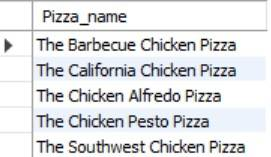 Pizza_name
The Barbecue Chicken Pizza
The California Chicken Pizza
The Chicken Alfredo Pizza
The Chicken Pesto Pizza
The Southwest Chicken Pizza